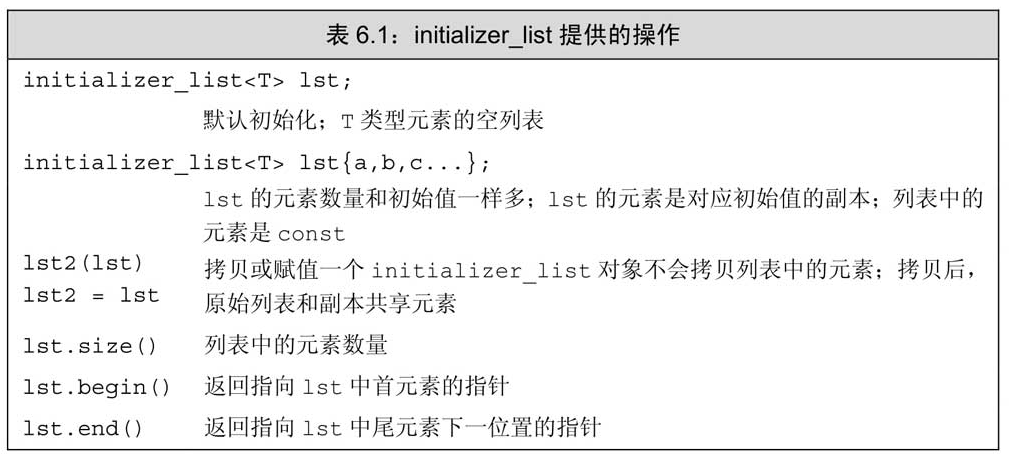 表 6.1：initializer_list 提供的操作
initializer_list<T> lst;
默认初始化；T 类型元素的空列表
initializer_list<T> lst{a,b,c...};
lst 的元素数量和初始值一样多；lst 的元素是对应初始值的副本；列表中的
元素是 const
lst2(lst)
lst2 = lst
拷贝或赋值一个 initializer_list 对象不会拷贝列表中的元素；拷贝后，
原始列表和副本共享元素
lst.size() 列表中的元素数量
lst.begin() 返回指向 lst 中首元素的指针
lst.end() 返回指向 lst 中尾元素下一位置的指针